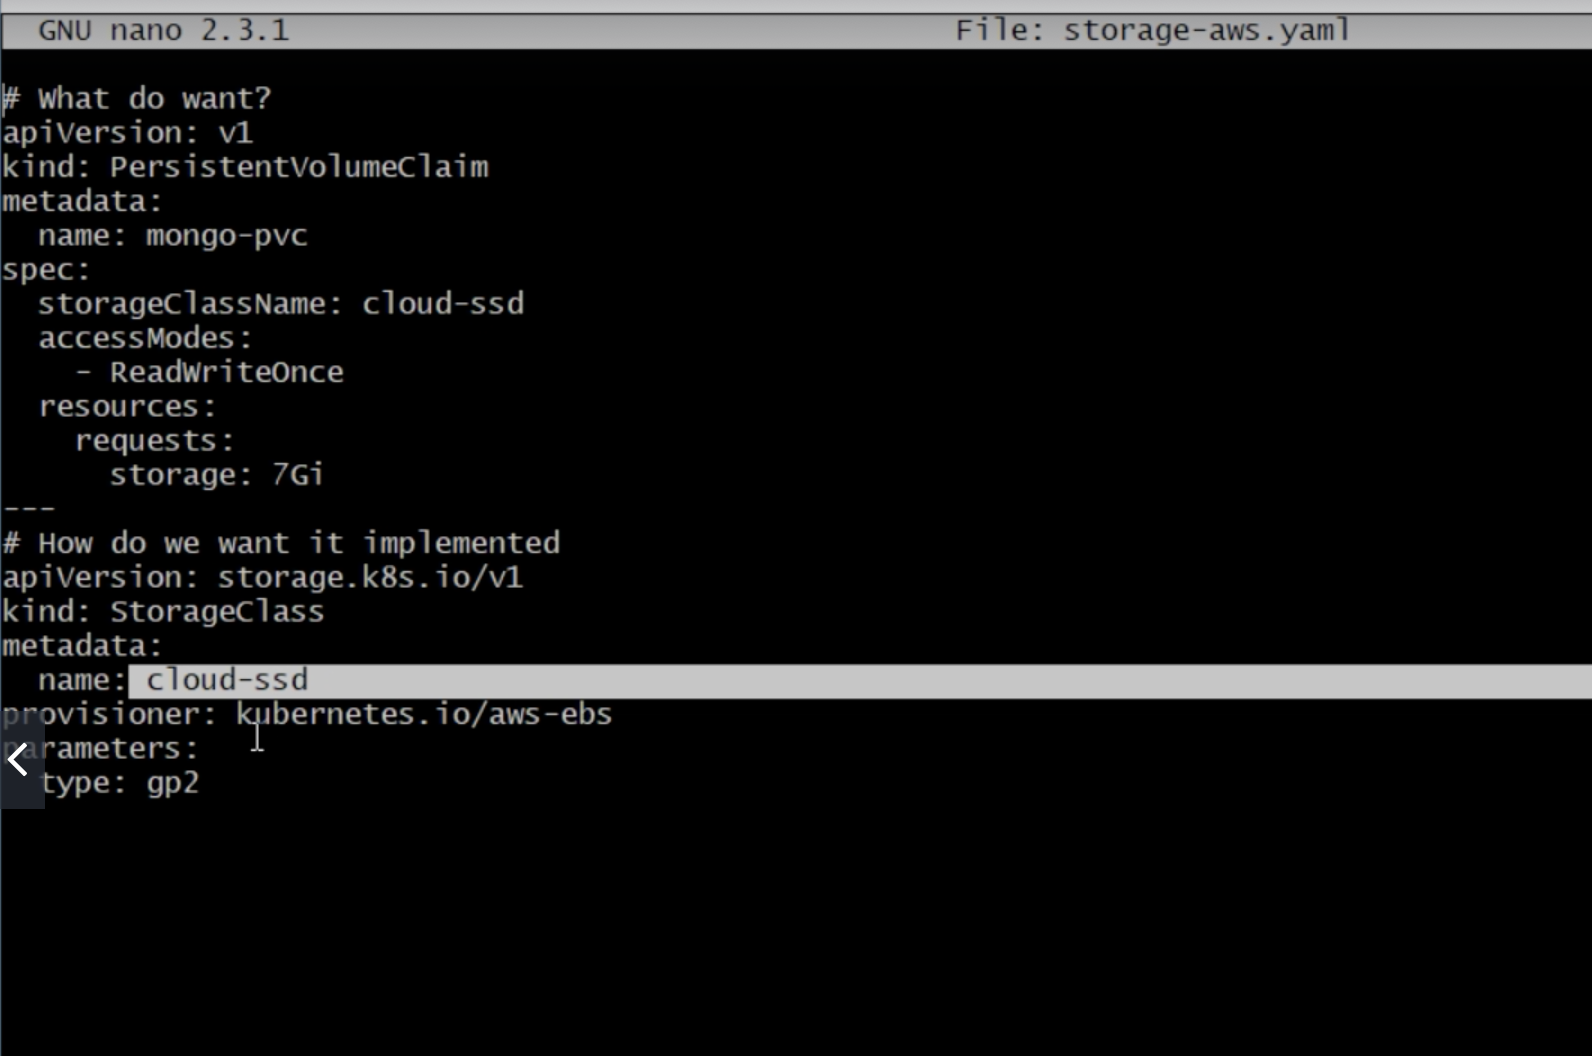 GNU nano 2.3.1 File: storage-aws.yaml
# What do want?
apiVersion: v1
kind: PersistentVolumeClaim
metadata:
  name: mongo-pvc
spec:
  storageClassName: cloud-ssd
  accessModes:
    - ReadWriteOnce
  resources:
    requests:
      storage: 7Gi
---
# How do we want it implemented
apiVersion: storage.k8s.io/v1
kind: StorageClass
metadata:
  name: cloud-ssd
provisioner: kubernetes.io/aws-ebs
parameters:
  type: gp2